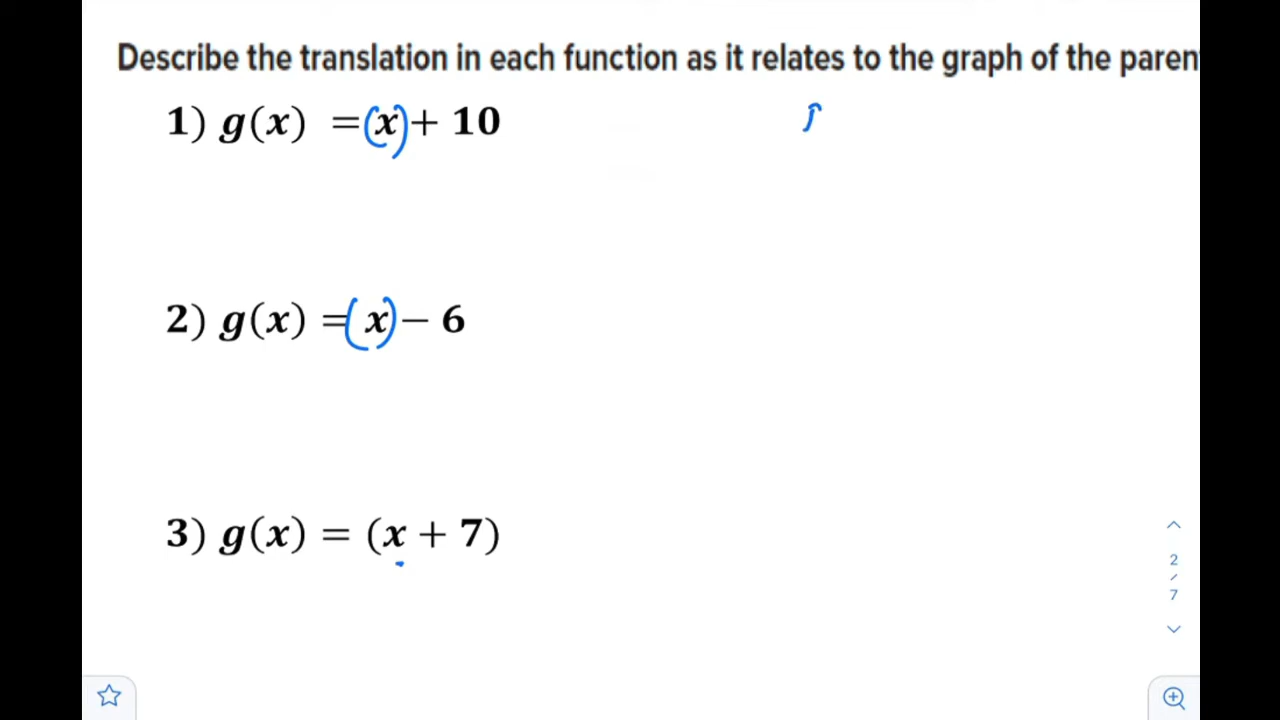 Describe the translation in each function as it relates to the graph of the paren
1) g(x) = (x) + 10
2) g(x) = (x) − 6
3) g(x) = (x + 7)
2
/
7